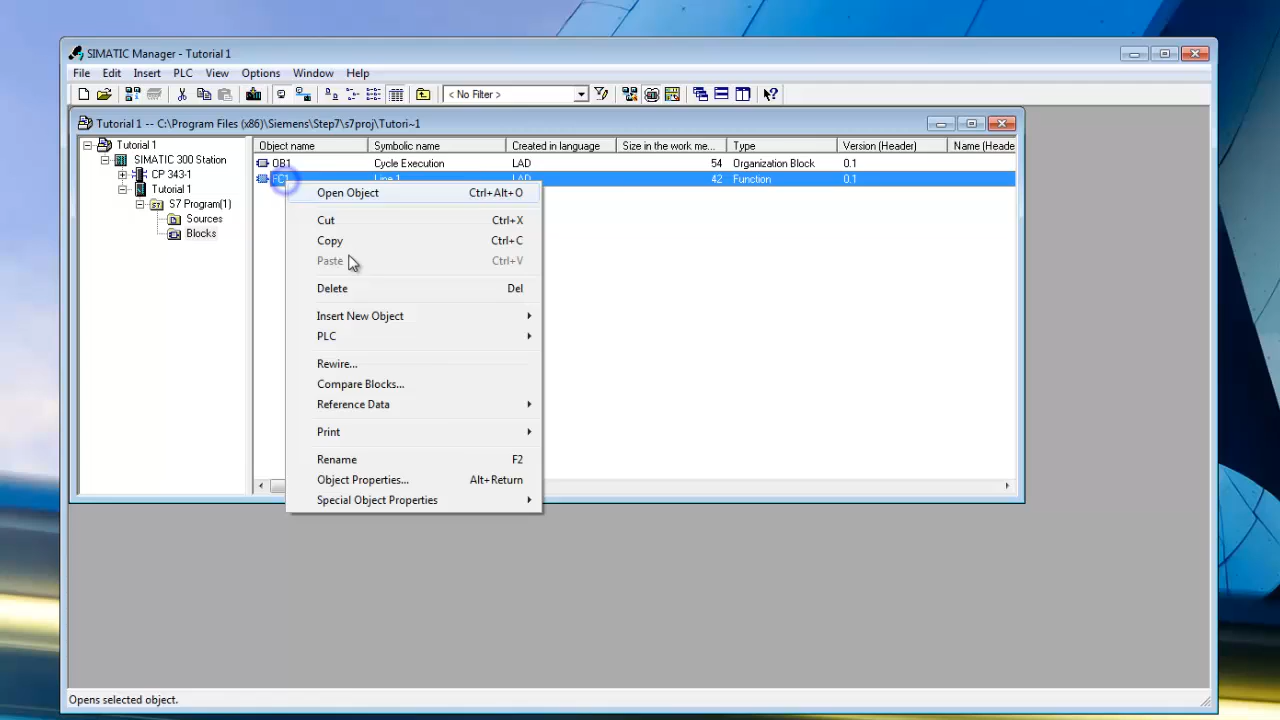 SIMATIC Manager - Tutorial 1
File Edit Insert PLC View Options Window Help
< No Filter >
Tutorial 1 -- C:\Program Files (x86)\Siemens\Step7\s7proj\Tutori~1
Tutorial 1
SIMATIC 300 Station
CP 343-1
Tutorial 1
S7 Program(1)
Sources
Blocks
Object name Symbolic name Created in language Size in the work me... Type Version (Header) Name (Heade
OB1 Cycle Execution LAD 54 Organization Block 0.1
FC1 Line 1 LAD 42 Function 0.1
Open Object Ctrl+Alt+O
Cut Ctrl+X
Copy Ctrl+C
Paste Ctrl+V
Delete Del
Insert New Object
PLC
Rewire...
Compare Blocks...
Reference Data
Print
Rename F2
Object Properties... Alt+Return
Special Object Properties
Opens selected object.